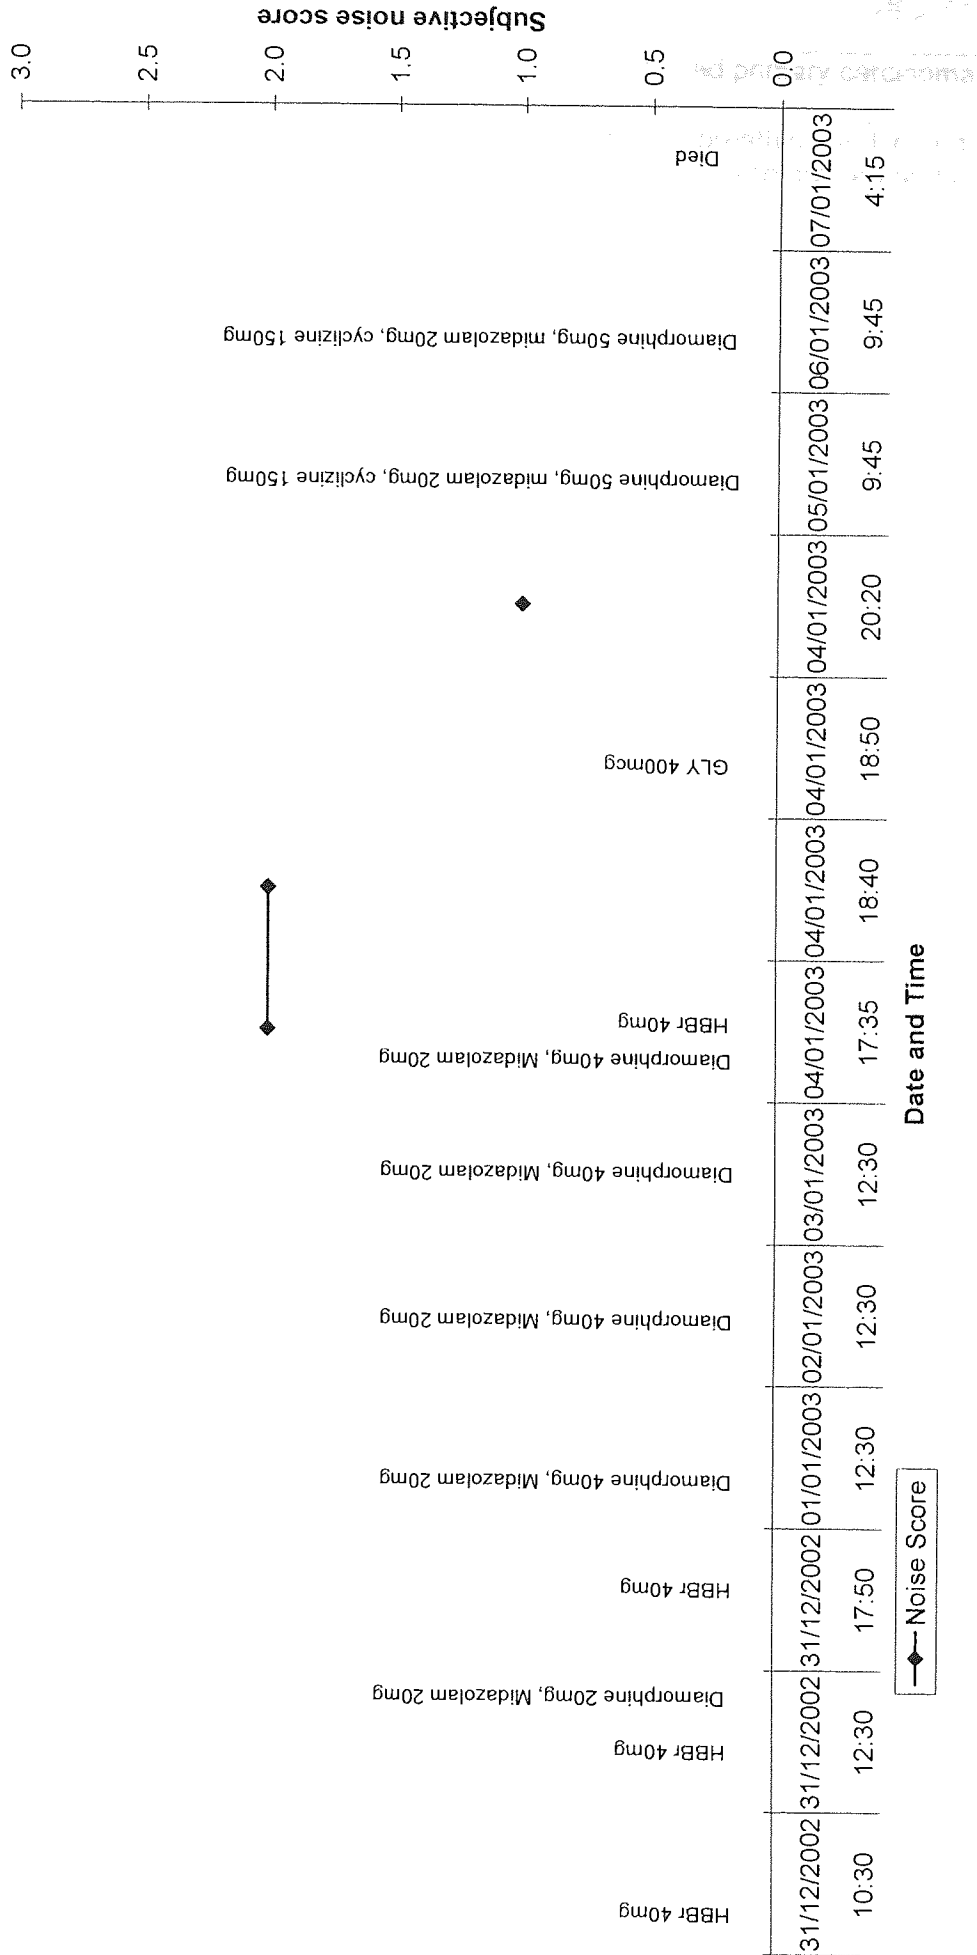 Subjective noise score
3.0
2.5
2.0
1.5
1.0
0.5
0.0
HBBr 40mg
HBBr 40mg
Diamorphine 20mg, Midazolam 20mg
HBBr 40mg
Diamorphine 40mg, Midazolam 20mg
Diamorphine 40mg, Midazolam 20mg
Diamorphine 40mg, Midazolam 20mg
Diamorphine 40mg, Midazolam 20mg
HBBr 40mg
GLY 400mcg
Diamorphine 50mg, midazolam 20mg, cyclizine 150mg
Diamorphine 50mg, midazolam 20mg, cyclizine 150mg
Died
31/12/2002 31/12/2002 31/12/2002 01/01/2003 02/01/2003 03/01/2003 04/01/2003 04/01/2003 04/01/2003 04/01/2003 05/01/2003 06/01/2003 07/01/2003
10:30 12:30 17:50 12:30 12:30 12:30 17:35 18:40 18:50 20:20 9:45 9:45 4:15
Date and Time
Noise Score
primary carcinoma